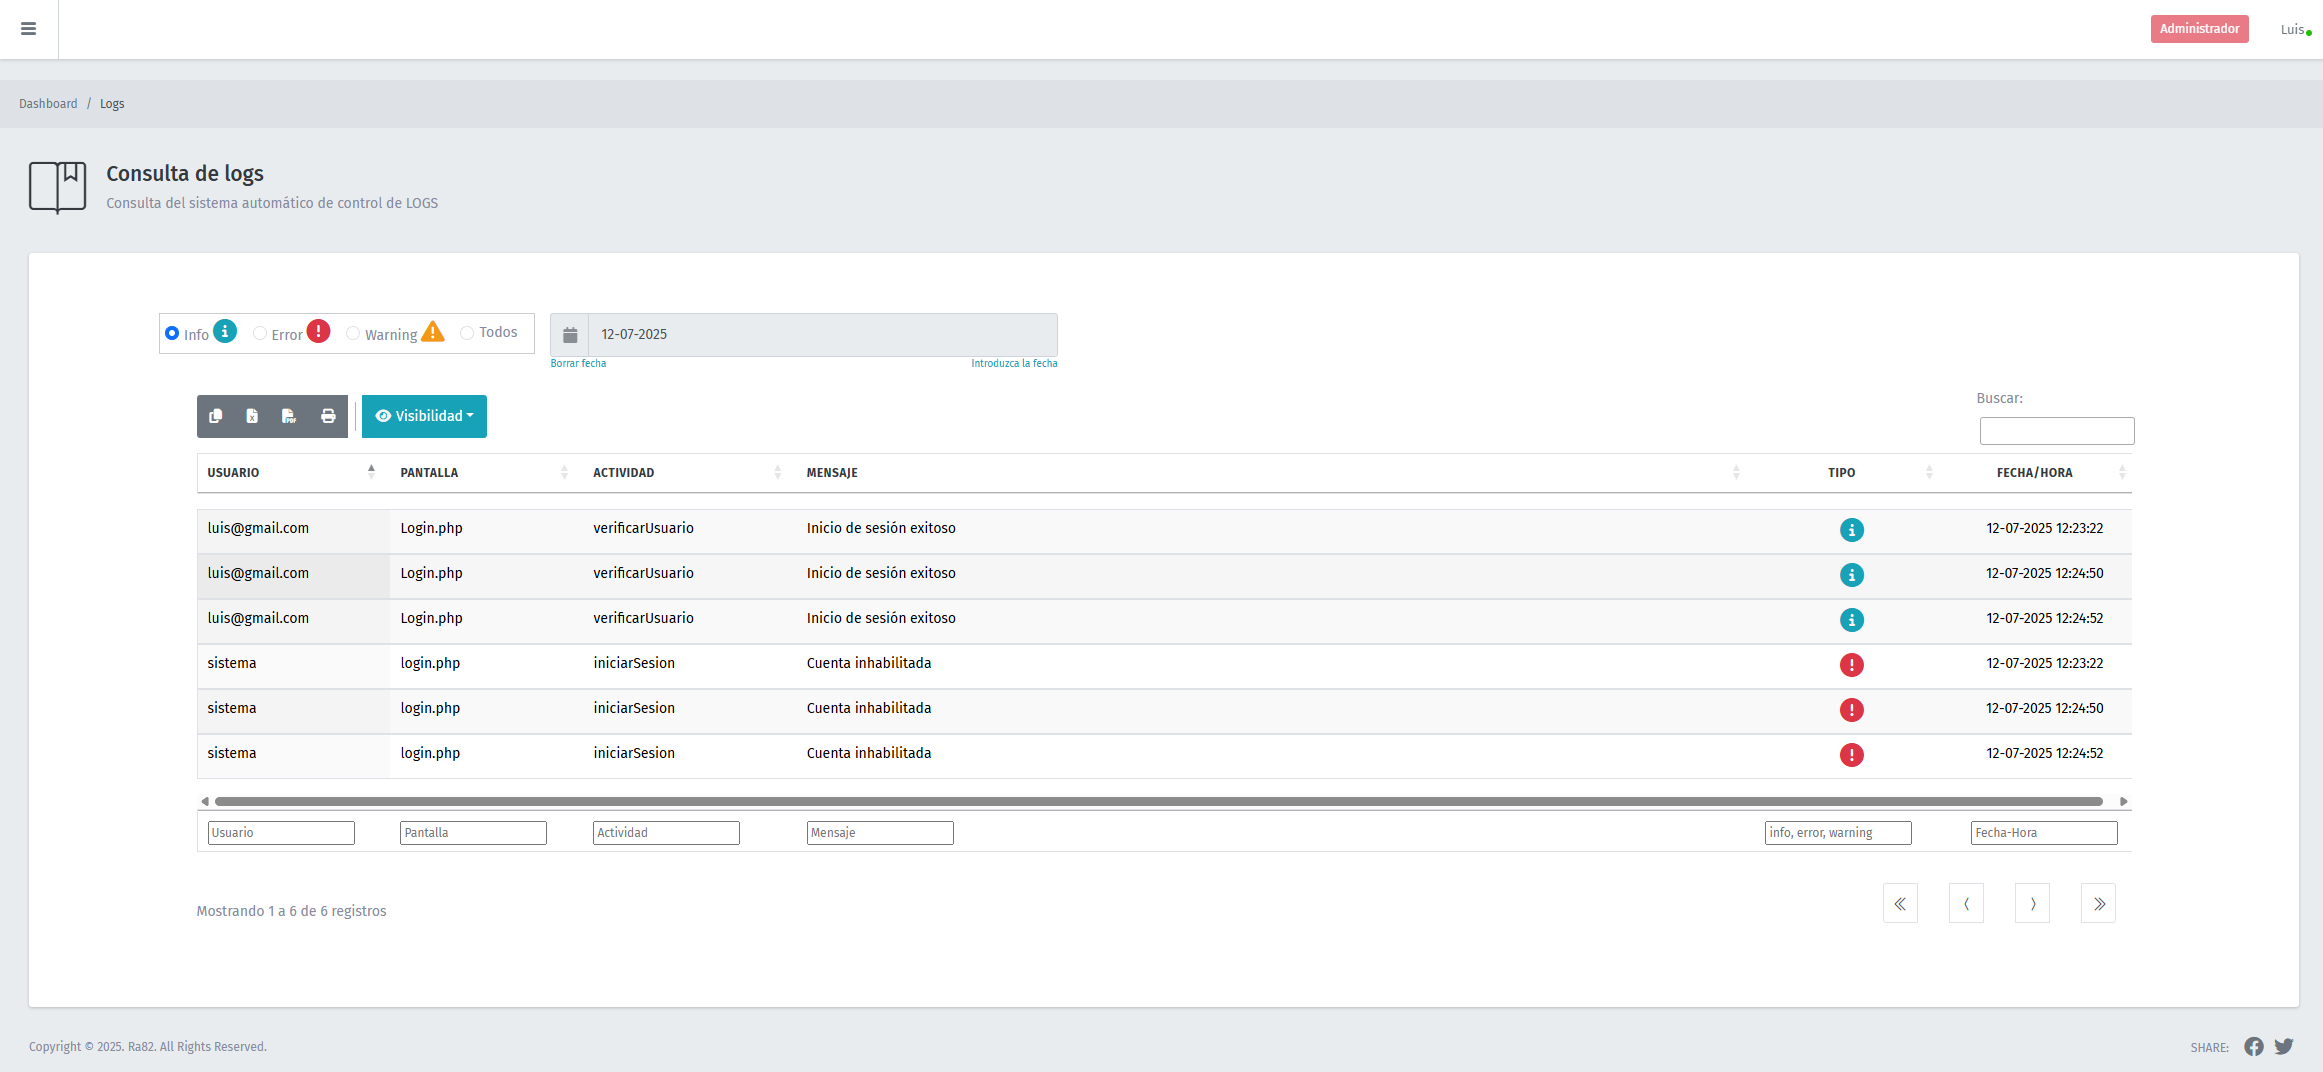 Administrador Luis
Dashboard / Logs
Consulta de logs
Consulta del sistema automático de control de LOGS
Info Error Warning Todos 12-07-2025
Borrar fecha Introduzca la fecha
Visibilidad
Buscar:
USUARIO PANTALLA ACTIVIDAD MENSAJE TIPO FECHA/HORA
luis@gmail.com Login.php verificarUsuario Inicio de sesión exitoso 12-07-2025 12:23:22
luis@gmail.com Login.php verificarUsuario Inicio de sesión exitoso 12-07-2025 12:24:50
luis@gmail.com Login.php verificarUsuario Inicio de sesión exitoso 12-07-2025 12:24:52
sistema login.php iniciarSesion Cuenta inhabilitada 12-07-2025 12:23:22
sistema login.php iniciarSesion Cuenta inhabilitada 12-07-2025 12:24:50
sistema login.php iniciarSesion Cuenta inhabilitada 12-07-2025 12:24:52
Usuario Pantalla Actividad Mensaje info, error, warning Fecha-Hora
Mostrando 1 a 6 de 6 registros
Copyright © 2025. Ra82. All Rights Reserved. SHARE: